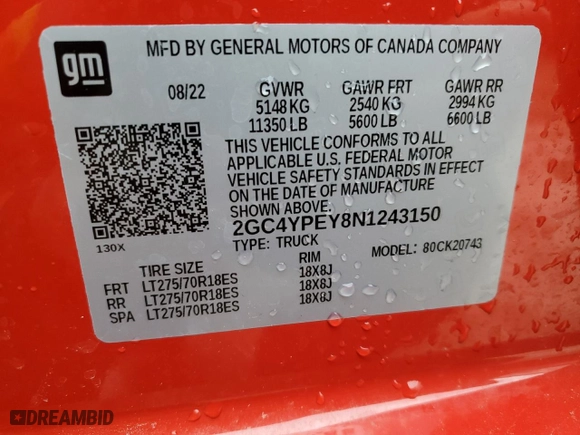 gm
MFD BY GENERAL MOTORS OF CANADA COMPANY
08/22 GVWR GAWR FRT GAWR RR
5148 KG 2540 KG 2994 KG
11350 LB 5600 LB 6600 LB
THIS VEHICLE CONFORMS TO ALL
APPLICABLE U.S. FEDERAL MOTOR
VEHICLE SAFETY STANDARDS IN EFFECT
ON THE DATE OF MANUFACTURE
SHOWN ABOVE.
2GC4YPEY8N1243150
130X TYPE: TRUCK MODEL: 80CK20743
TIRE SIZE RIM
FRT LT275/70R18ES 18X8J
RR LT275/70R18ES 18X8J
SPA LT275/70R18ES 18X8J
DREAMBID